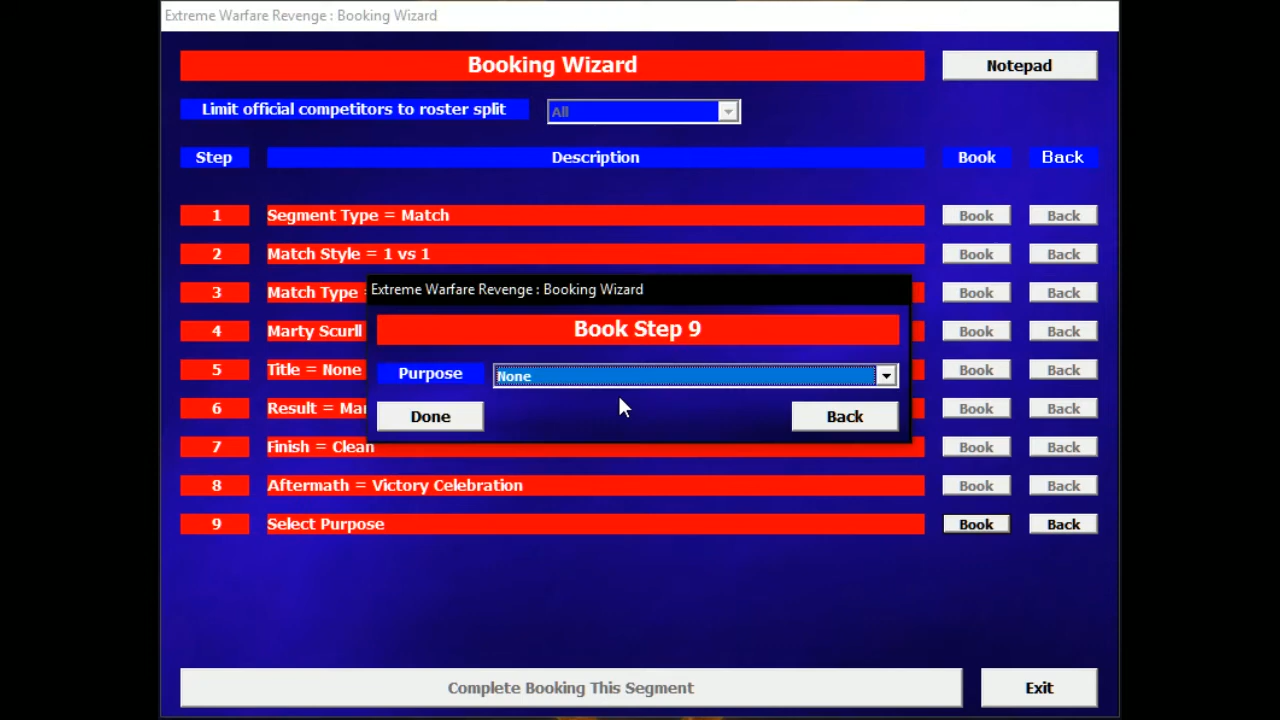 Extreme Warfare Revenge : Booking Wizard
Booking Wizard
Notepad
Limit official competitors to roster split
All
Step
Description
Book
Back
1
Segment Type = Match
Book
Back
2
Match Style = 1 vs 1
Book
Back
3
Match Type
Book
Back
4
Marty Scurll
Book
Back
5
Title = None
Book
Back
6
Result =
Book
Back
7
Finish = Clean
Book
Back
8
Aftermath = Victory Celebration
Book
Back
9
Select Purpose
Book
Back
Extreme Warfare Revenge : Booking Wizard
Book Step 9
Purpose
None
Done
Back
Complete Booking This Segment
Exit